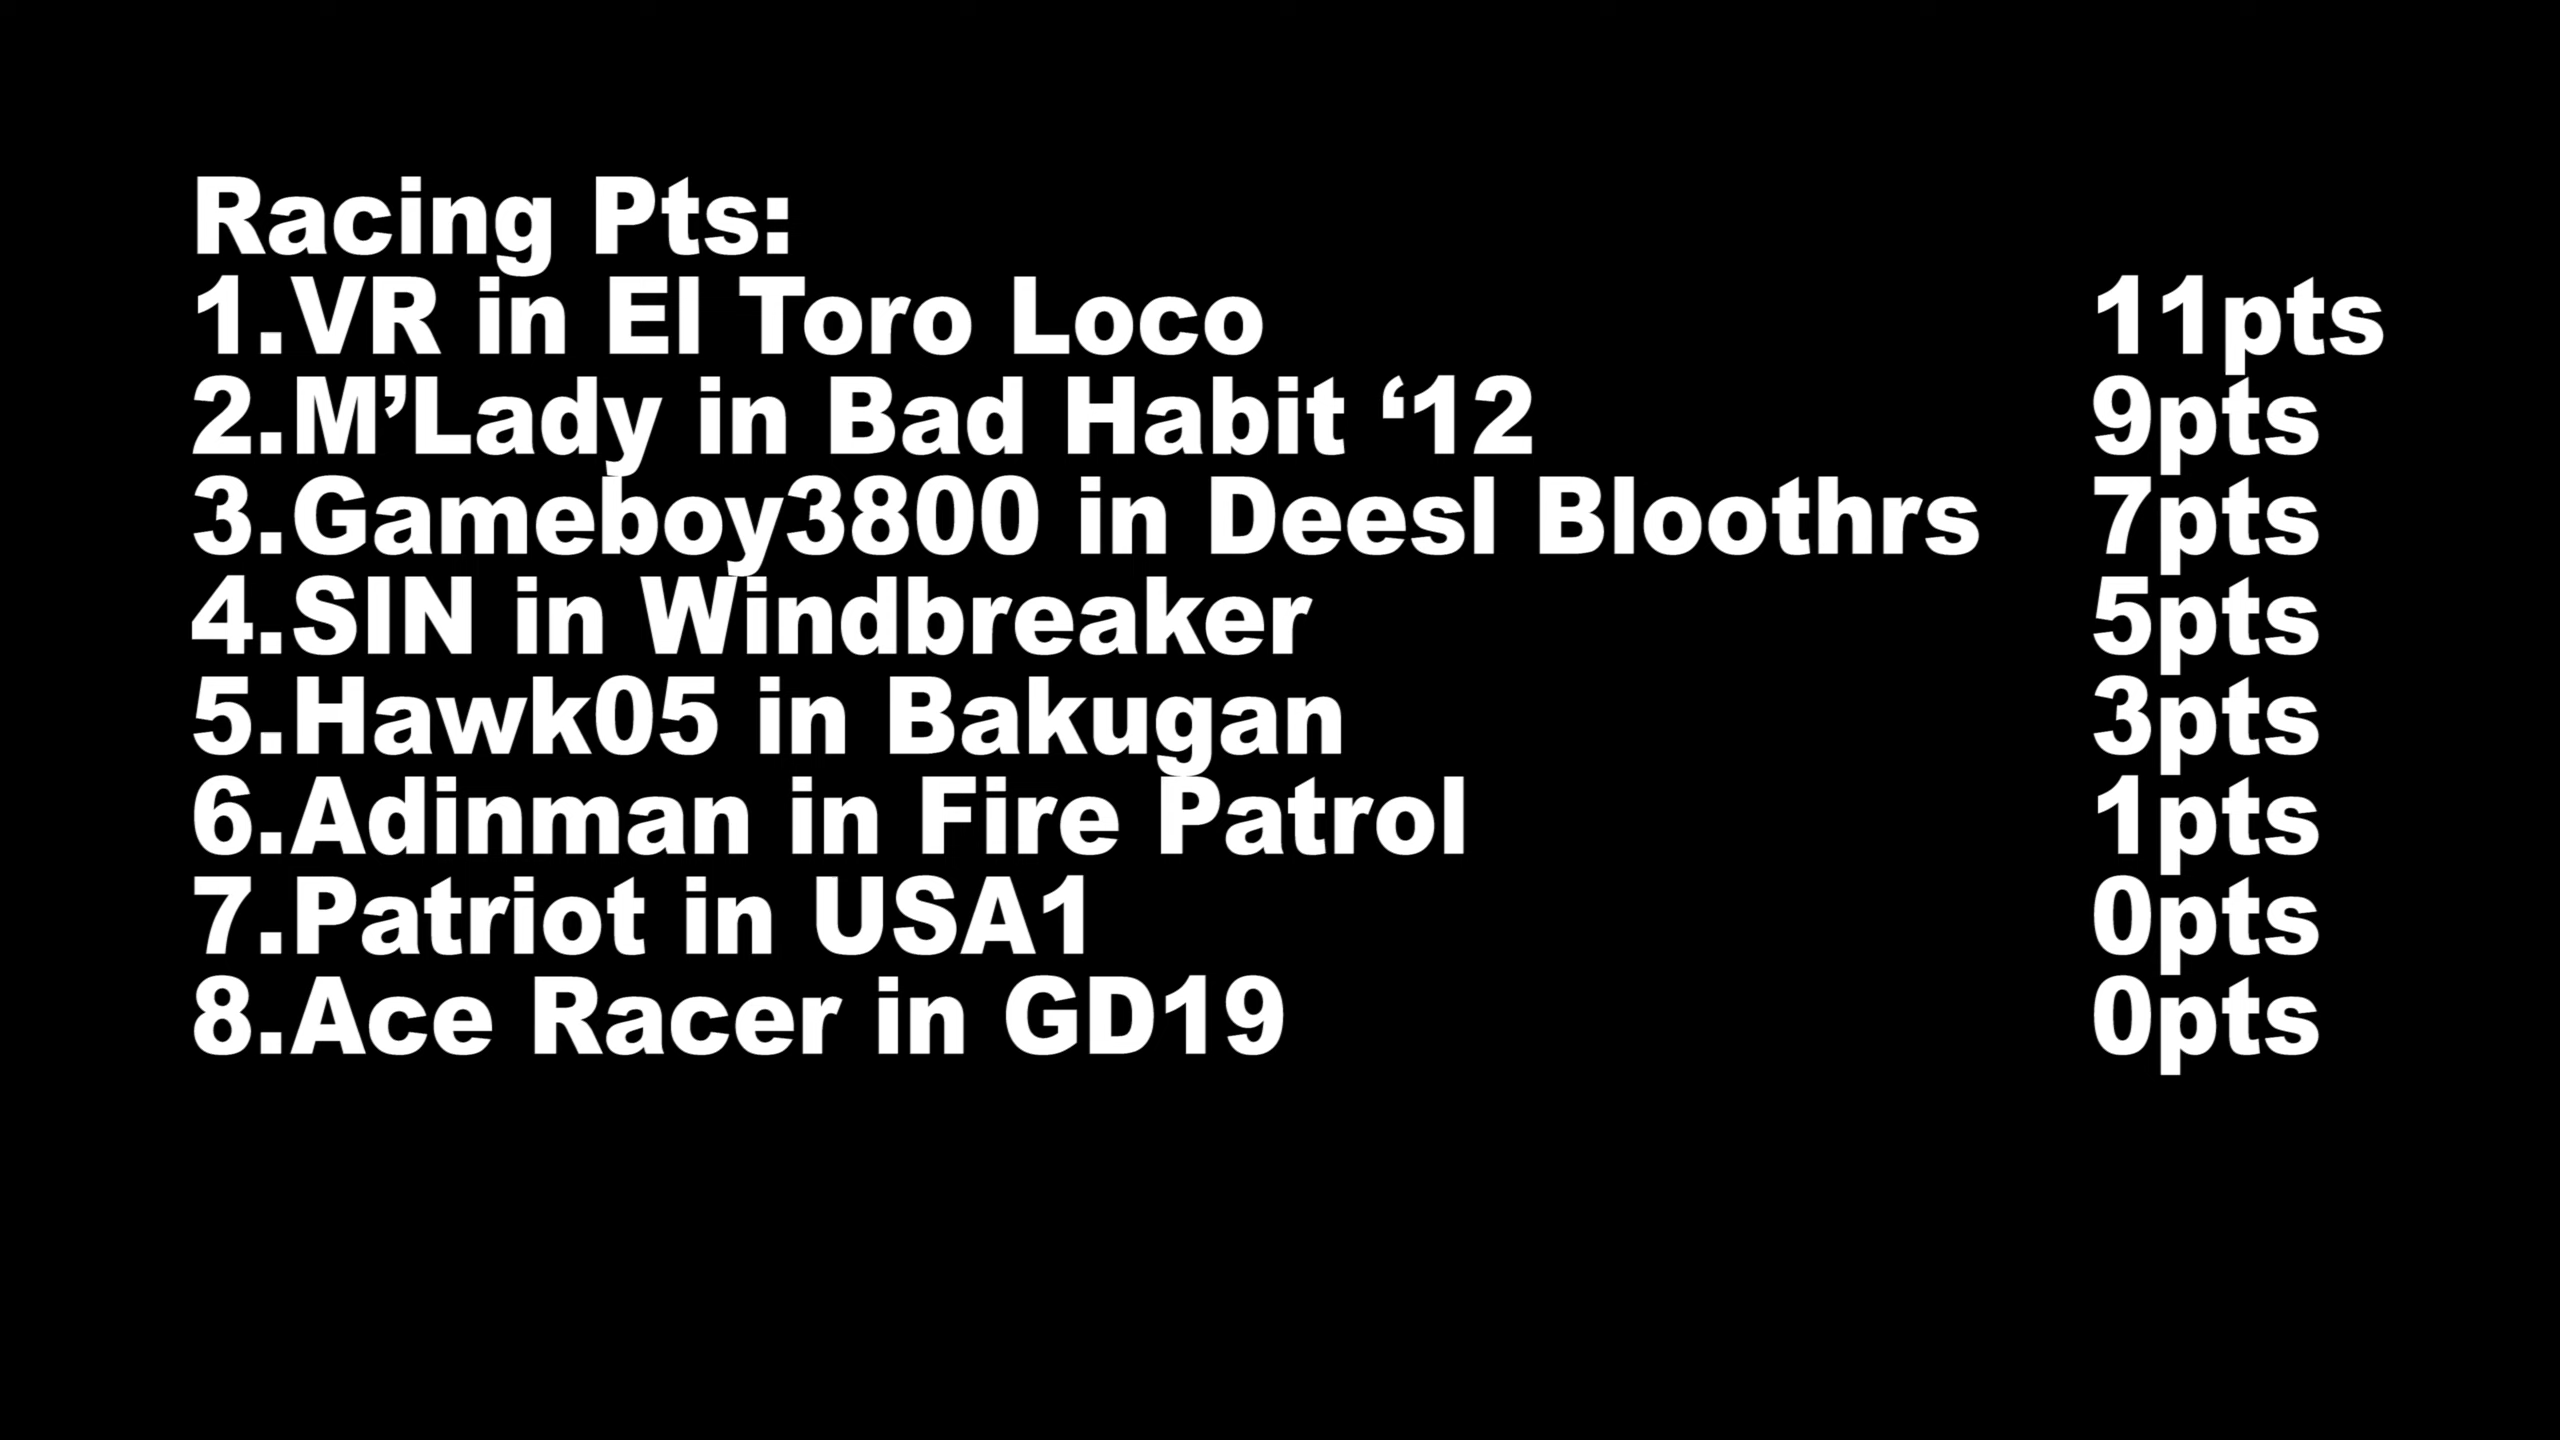 Racing Pts:
1.VR in El Toro Loco 11pts
2.M’Lady in Bad Habit ‘12 9pts
3.Gameboy3800 in Deesl Bloothrs 7pts
4.SIN in Windbreaker 5pts
5.Hawk05 in Bakugan 3pts
6.Adinman in Fire Patrol 1pts
7.Patriot in USA1 0pts
8.Ace Racer in GD19 0pts